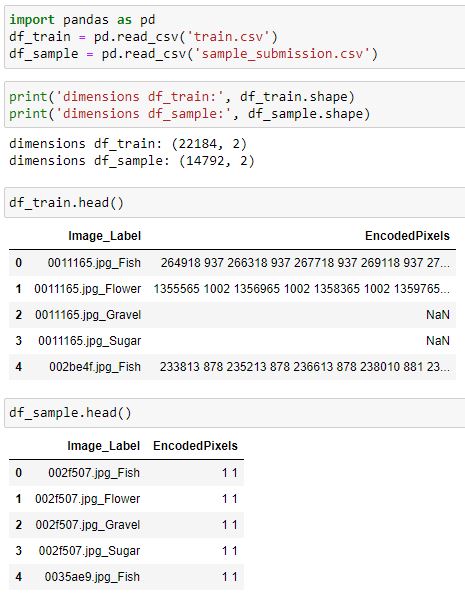 import pandas as pd
df_train = pd.read_csv('train.csv')
df_sample = pd.read_csv('sample_submission.csv')
print('dimensions df_train:', df_train.shape)
print('dimensions df_sample:', df_sample.shape)
dimensions df_train: (22184, 2)
dimensions df_sample: (14792, 2)
df_train.head()
Image_Label EncodedPixels
0 0011165.jpg_Fish 264918 937 266318 937 267718 937 269118 937 27...
1 0011165.jpg_Flower 1355565 1002 1356965 1002 1358365 1002 1359765...
2 0011165.jpg_Gravel NaN
3 0011165.jpg_Sugar NaN
4 002be4f.jpg_Fish 233813 878 235213 878 236613 878 238010 881 23...
df_sample.head()
Image_Label EncodedPixels
0 002f507.jpg_Fish 1 1
1 002f507.jpg_Flower 1 1
2 002f507.jpg_Gravel 1 1
3 002f507.jpg_Sugar 1 1
4 0035ae9.jpg_Fish 1 1